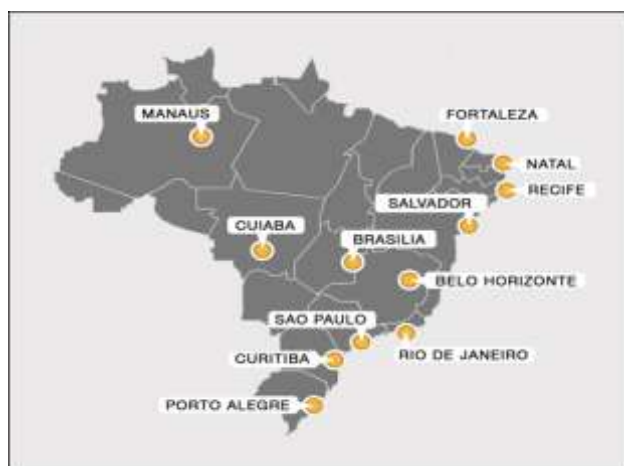 MANAUS
FORTALEZA
NATAL
RECIFE
SALVADOR
CUIABA
BRASILIA
BELO HORIZONTE
SAO PAULO
RIO DE JANEIRO
CURITIBA
PORTO ALEGRE